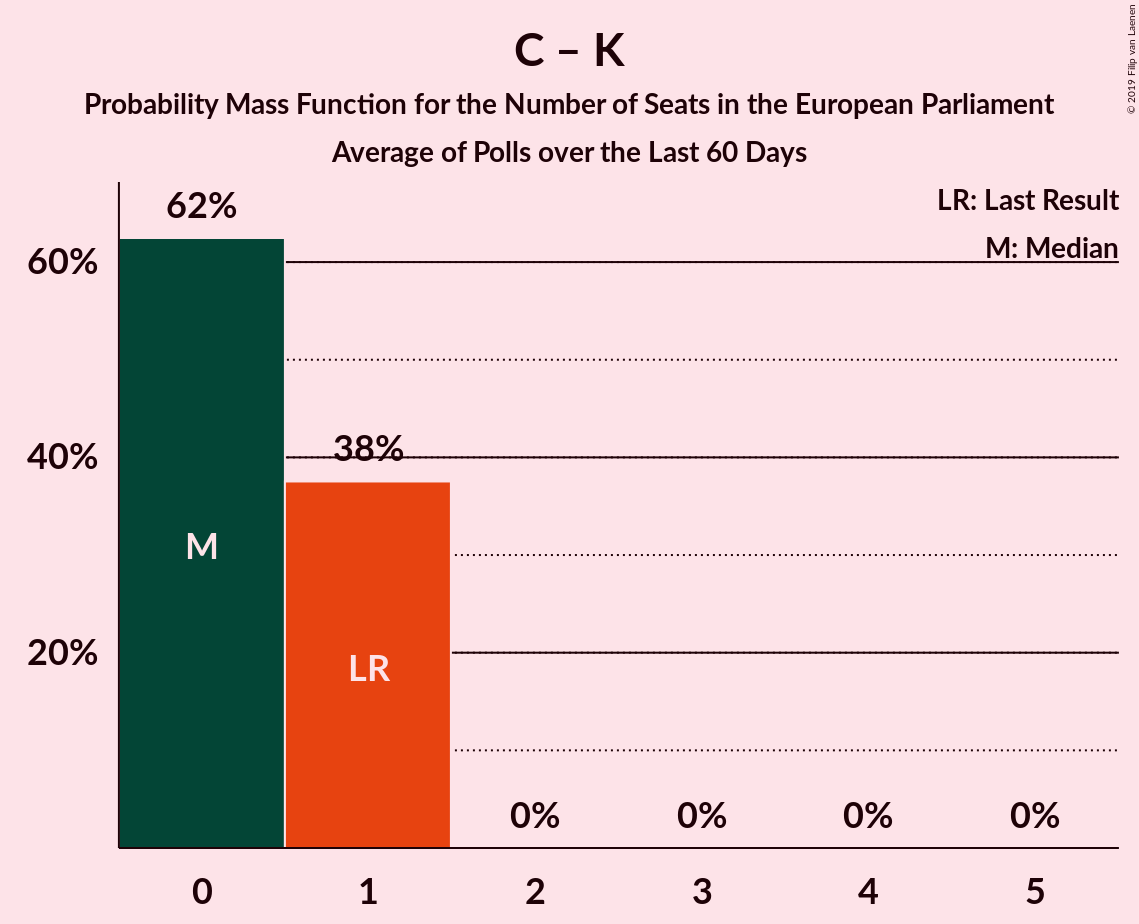 C – K
Probability Mass Function for the Number of Seats in the European Parliament
Average of Polls over the Last 60 Days
© 2019 Filip van Laenen
LR: Last Result
M: Median
62%
60%
38%
40%
M
LR
20%
0% 0% 0% 0%
0 1 2 3 4 5